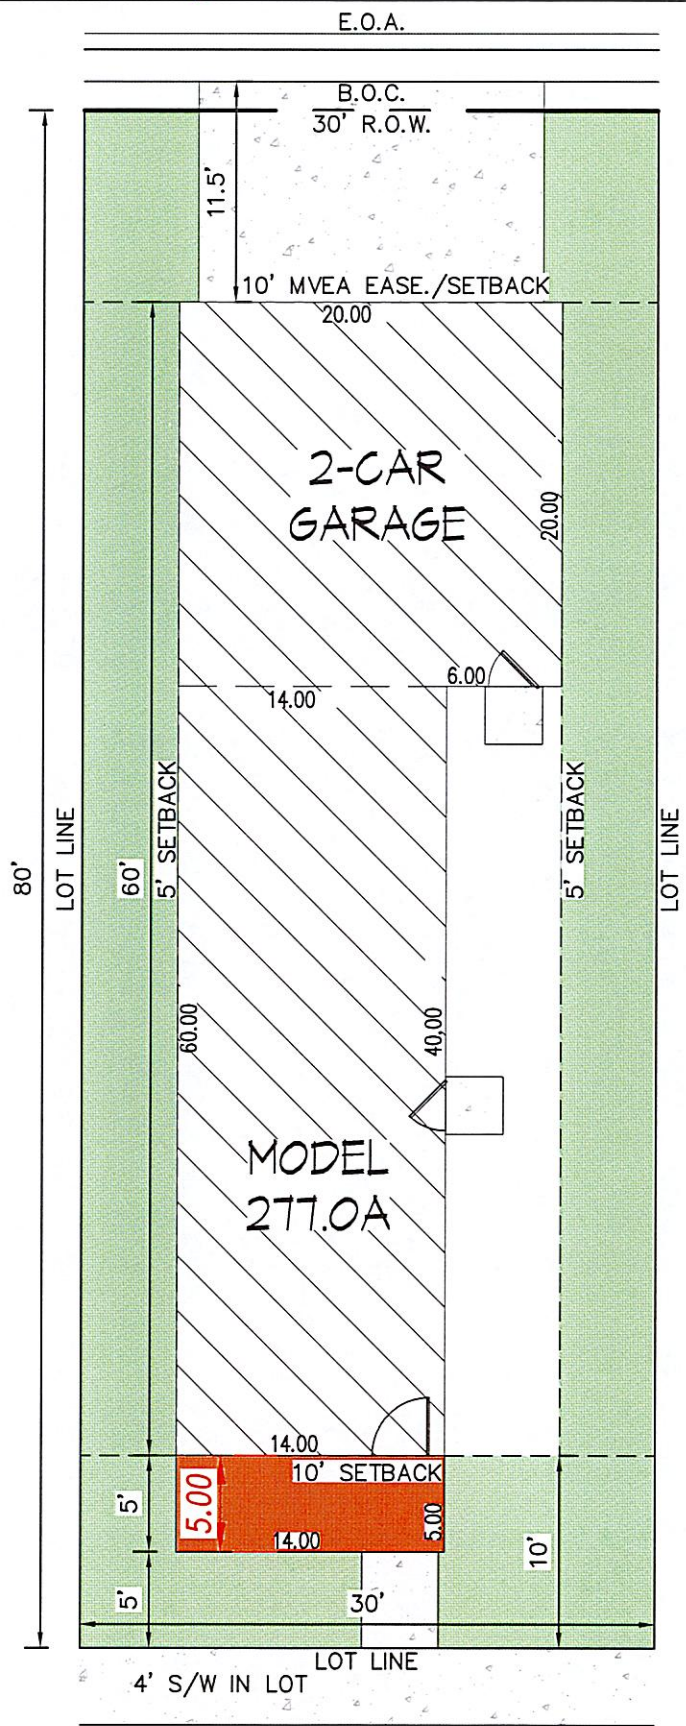 E.O.A.
B.O.C.
30' R.O.W.
11.5'
10' MVEA EASE./SETBACK
20.00
2-CAR
GARAGE
20.00
6.00
14.00
80'
LOT LINE
60'
5' SETBACK
5' SETBACK
LOT LINE
60.00
40.00
MODEL
277.0A
14.00
10' SETBACK
5'
5.00
5.00
14.00
10'
5'
30'
LOT LINE
4' S/W IN LOT